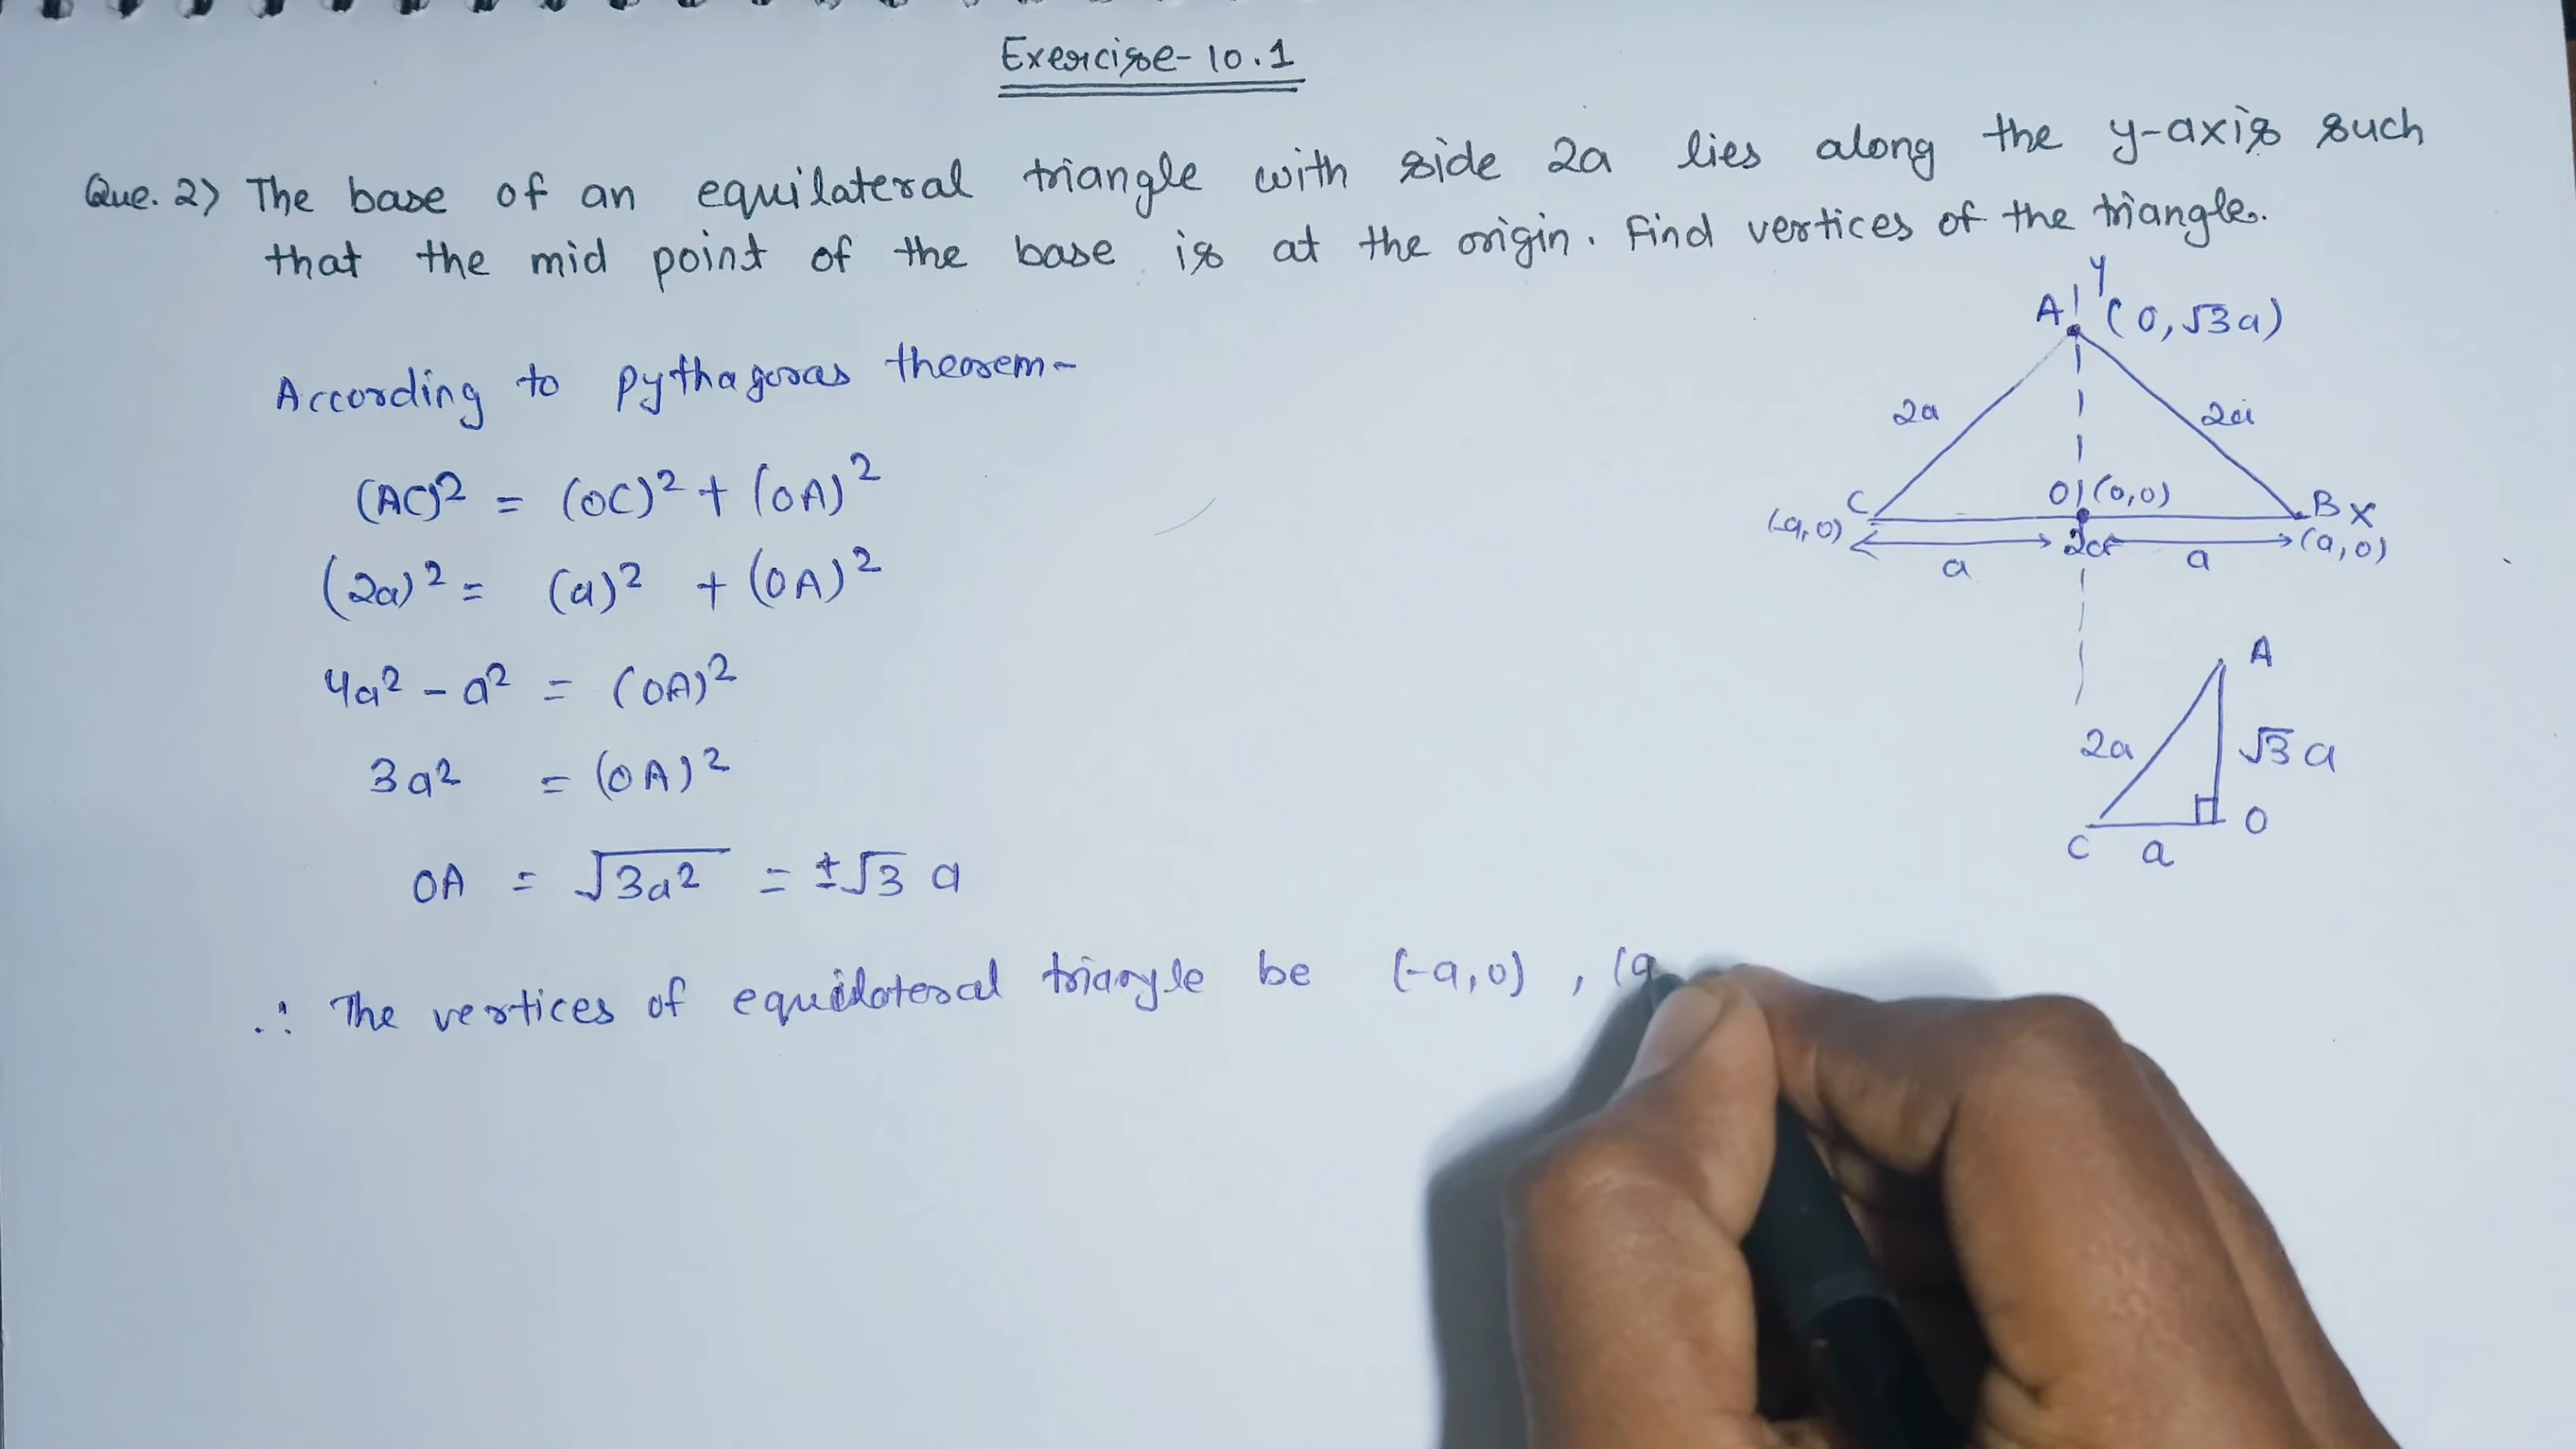 Exercise-10.1
Que. 2) The base of an equilateral triangle with side 2a lies along the y-axis such
that the mid point of the base is at the origin. Find vertices of the triangle.
Y
A (0,√3a)
According to pythagoras theorem-
2a 2a
(AC)² = (OC)² + (OA)²
C O (0,0) B X
(-a,0) 2a (a,0)
a a
(2a)² = (a)² + (OA)²
4a² - a² = (OA)²
A
2a √3 a
3a² = (OA)²
C a O
OA = √3a² = ±√3 a
∴ The vertices of equilateral triangle be (-a,0) , (a